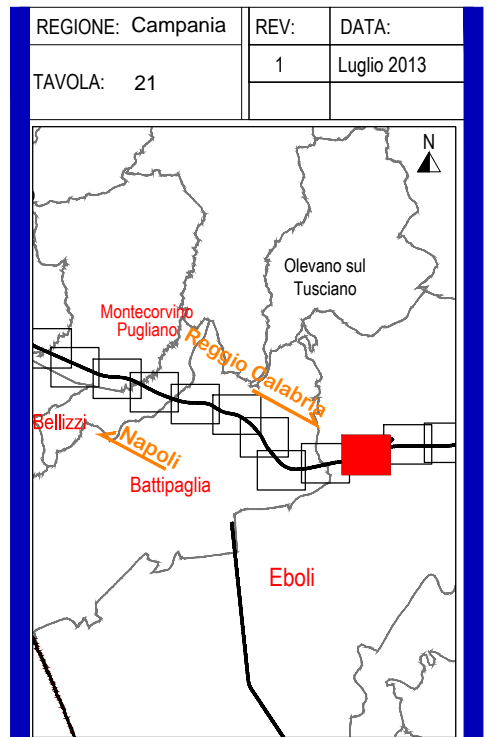 REGIONE: Campania
REV:
DATA:
1
Luglio 2013
TAVOLA: 21
N
Olevano sul
Tusciano
Montecorvino
Pugliano
Reggio Calabria
Bellizzi
Napoli
Battipaglia
Eboli